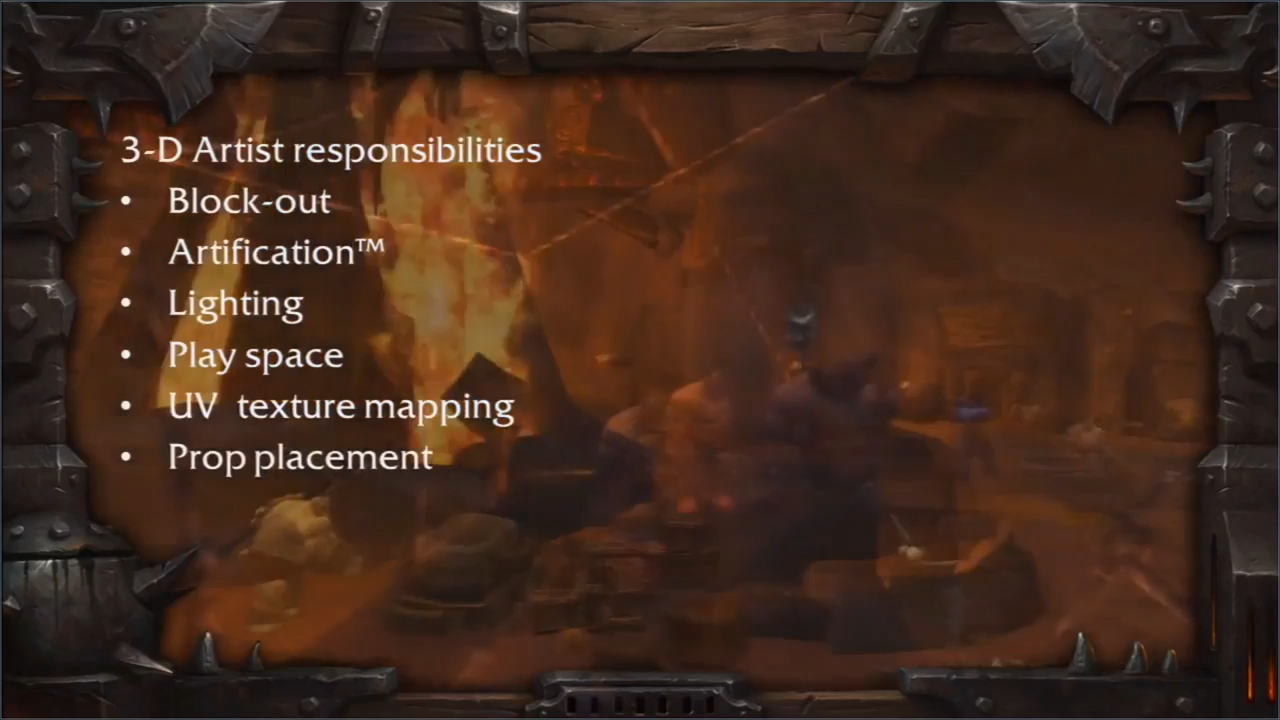 3-D Artist responsibilities
• Block-out
• Artification™
• Lighting
• Play space
• UV texture mapping
• Prop placement